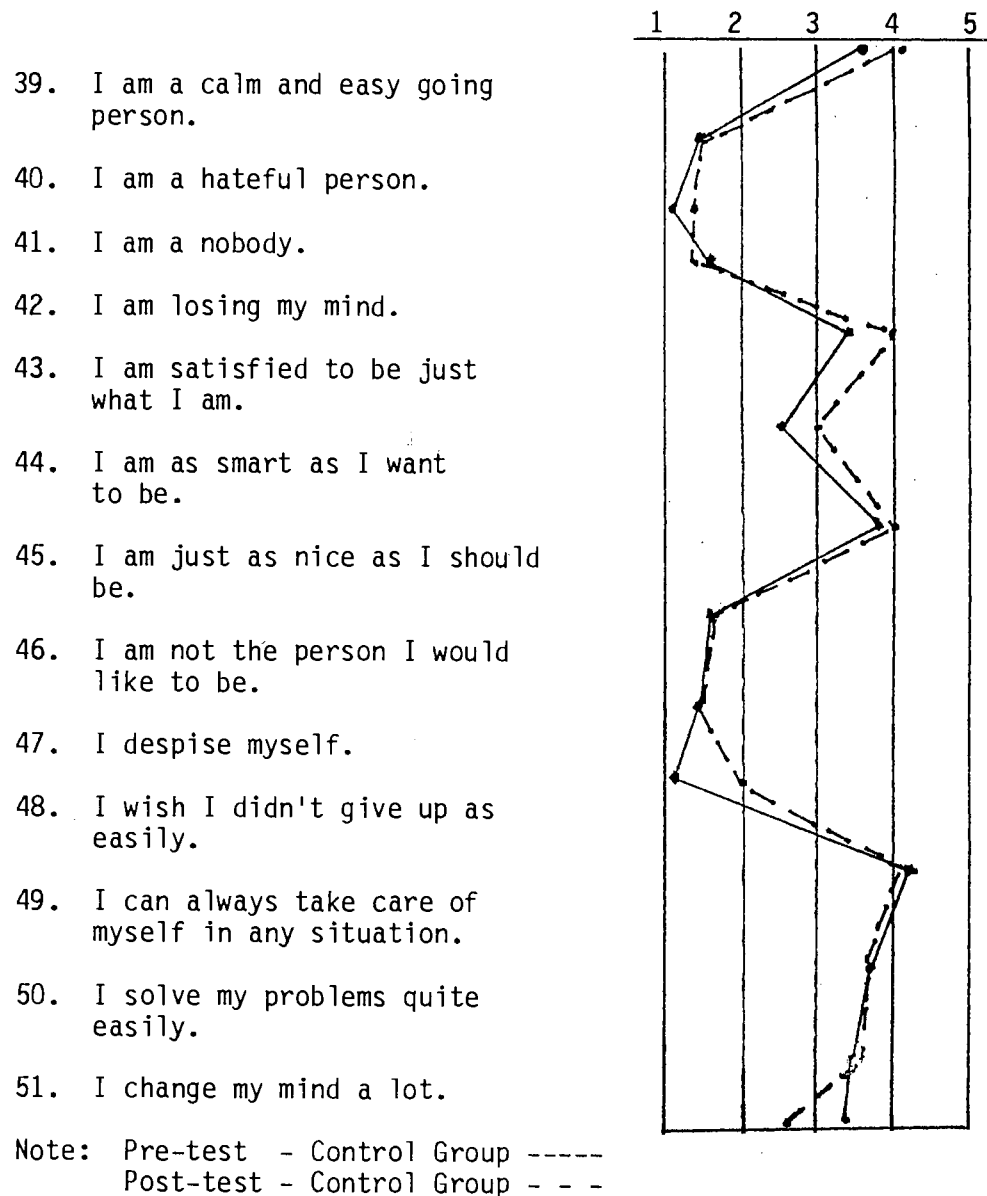 1 2 3 4 5
39. I am a calm and easy going
person.
40. I am a hateful person.
41. I am a nobody.
42. I am losing my mind.
43. I am satisfied to be just
what I am.
44. I am as smart as I want
to be.
45. I am just as nice as I should
be.
46. I am not the person I would
like to be.
47. I despise myself.
48. I wish I didn't give up as
easily.
49. I can always take care of
myself in any situation.
50. I solve my problems quite
easily.
51. I change my mind a lot.
Note: Pre-test - Control Group -----
Post-test - Control Group - - -